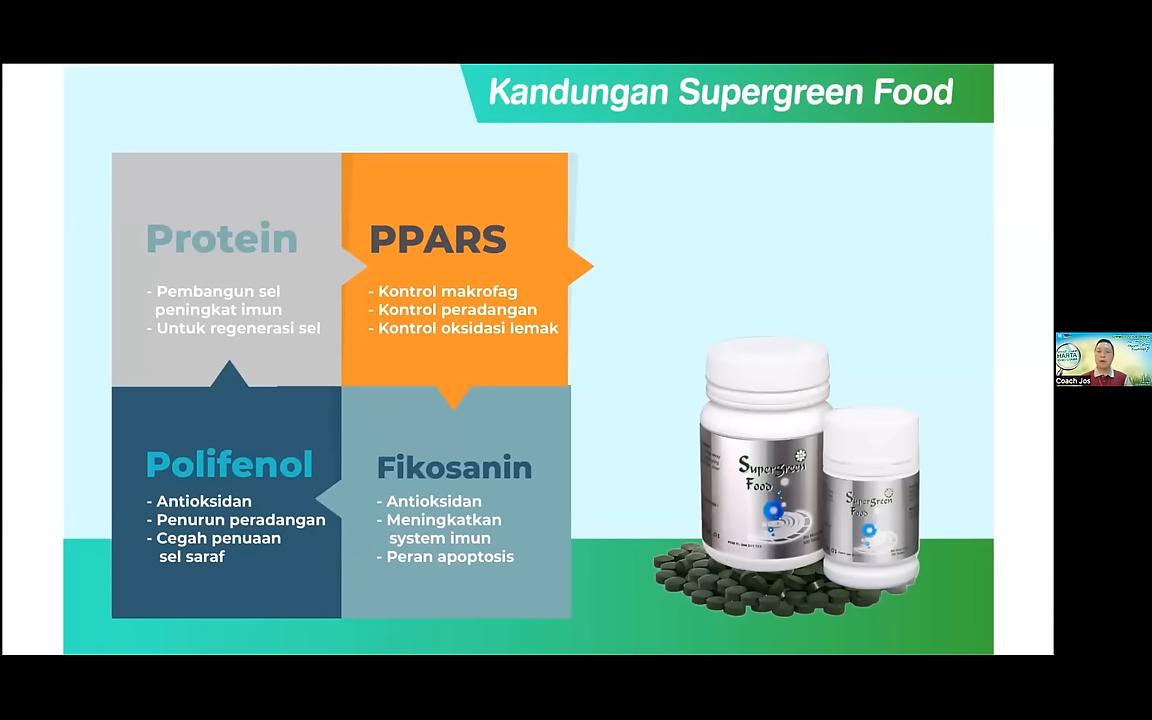 Kandungan Supergreen Food
Protein
- Pembangun sel
peningkat imun
- Untuk regenerasi sel
PPARS
- Kontrol makrofag
- Kontrol peradangan
- Kontrol oksidasi lemak
Polifenol
- Antioksidan
- Penurun peradangan
- Cegah penuaan
sel saraf
Fikosanin
- Antioksidan
- Meningkatkan
system imun
- Peran apoptosis
Supergreen
Food
Supergreen
Food
HARTA
Coach Jos